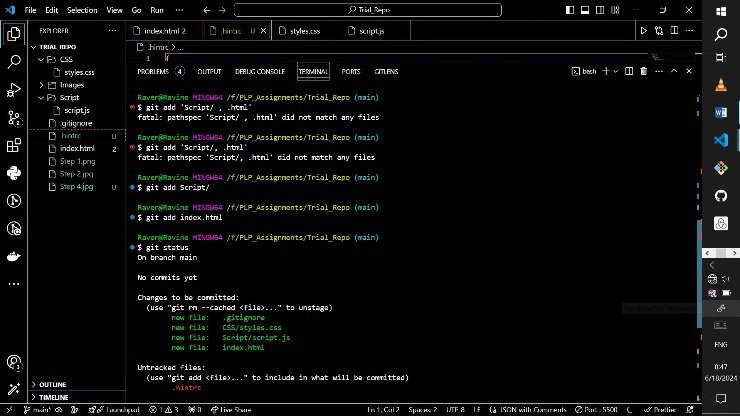 File Edit Selection View Go Run ···
Trial_Repo
EXPLORER ···
index.html 2
.hintrc U
styles.css
script.js
.hintrc > ...
1 {
TRIAL REPO
CSS
styles.css
Images
Script
script.js
.gitignore
.hintrc U
index.html 2
Step 1.png
Step 2.jpg
Step 4.jpg U
OUTLINE
TIMELINE
PROBLEMS 4 OUTPUT DEBUG CONSOLE TERMINAL PORTS GITLENS
bash
Raven@Ravine MINGW64 /f/PLP_Assignments/Trial_Repo (main)
$ git add 'Script/ , .html'
fatal: pathspec 'Script/ , .html' did not match any files
Raven@Ravine MINGW64 /f/PLP_Assignments/Trial_Repo (main)
$ git add 'Script/, .html'
fatal: pathspec 'Script/, .html' did not match any files
Raven@Ravine MINGW64 /f/PLP_Assignments/Trial_Repo (main)
$ git add Script/
Raven@Ravine MINGW64 /f/PLP_Assignments/Trial_Repo (main)
$ git add index.html
Raven@Ravine MINGW64 /f/PLP_Assignments/Trial_Repo (main)
$ git status
On branch main
No commits yet
Changes to be committed:
(use "git rm --cached <file>..." to unstage)
new file: .gitignore
new file: CSS/styles.css
new file: Script/script.js
new file: index.html
Untracked files:
(use "git add <file>..." to include in what will be committed)
.hintrc
main* Launchpad 1 3 0 Live Share
Ln 1, Col 2 Spaces: 2 UTF-8 LF JSON with Comments Port : 5500 Prettier
ENG
0:47
6/18/2024